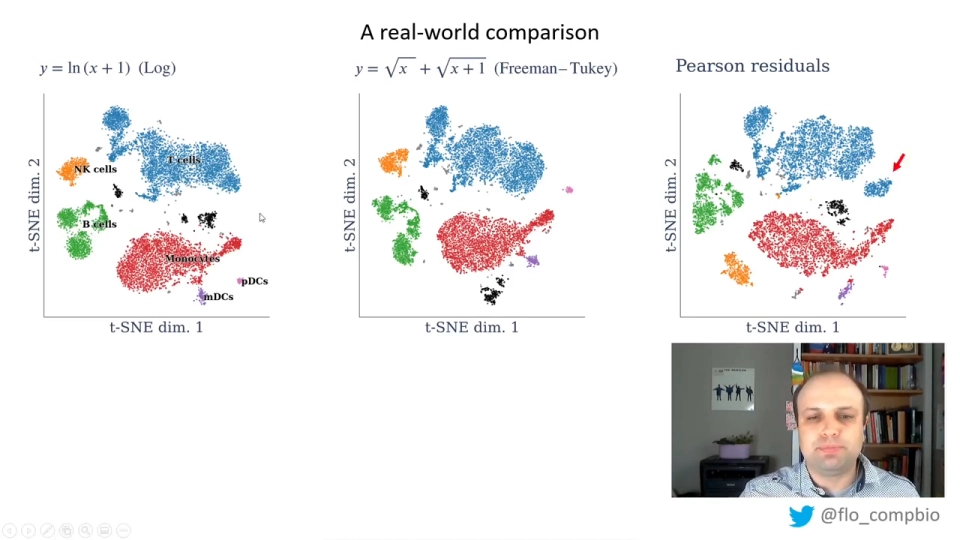 A real-world comparison
y = ln (x + 1) (Log)
y = √x + √x + 1 (Freeman–Tukey)
Pearson residuals
t-SNE dim. 2
T cells
NK cells
B cells
Monocytes
pDCs
mDCs
t-SNE dim. 1
t-SNE dim. 2
t-SNE dim. 1
t-SNE dim. 2
t-SNE dim. 1
@flo_compbio